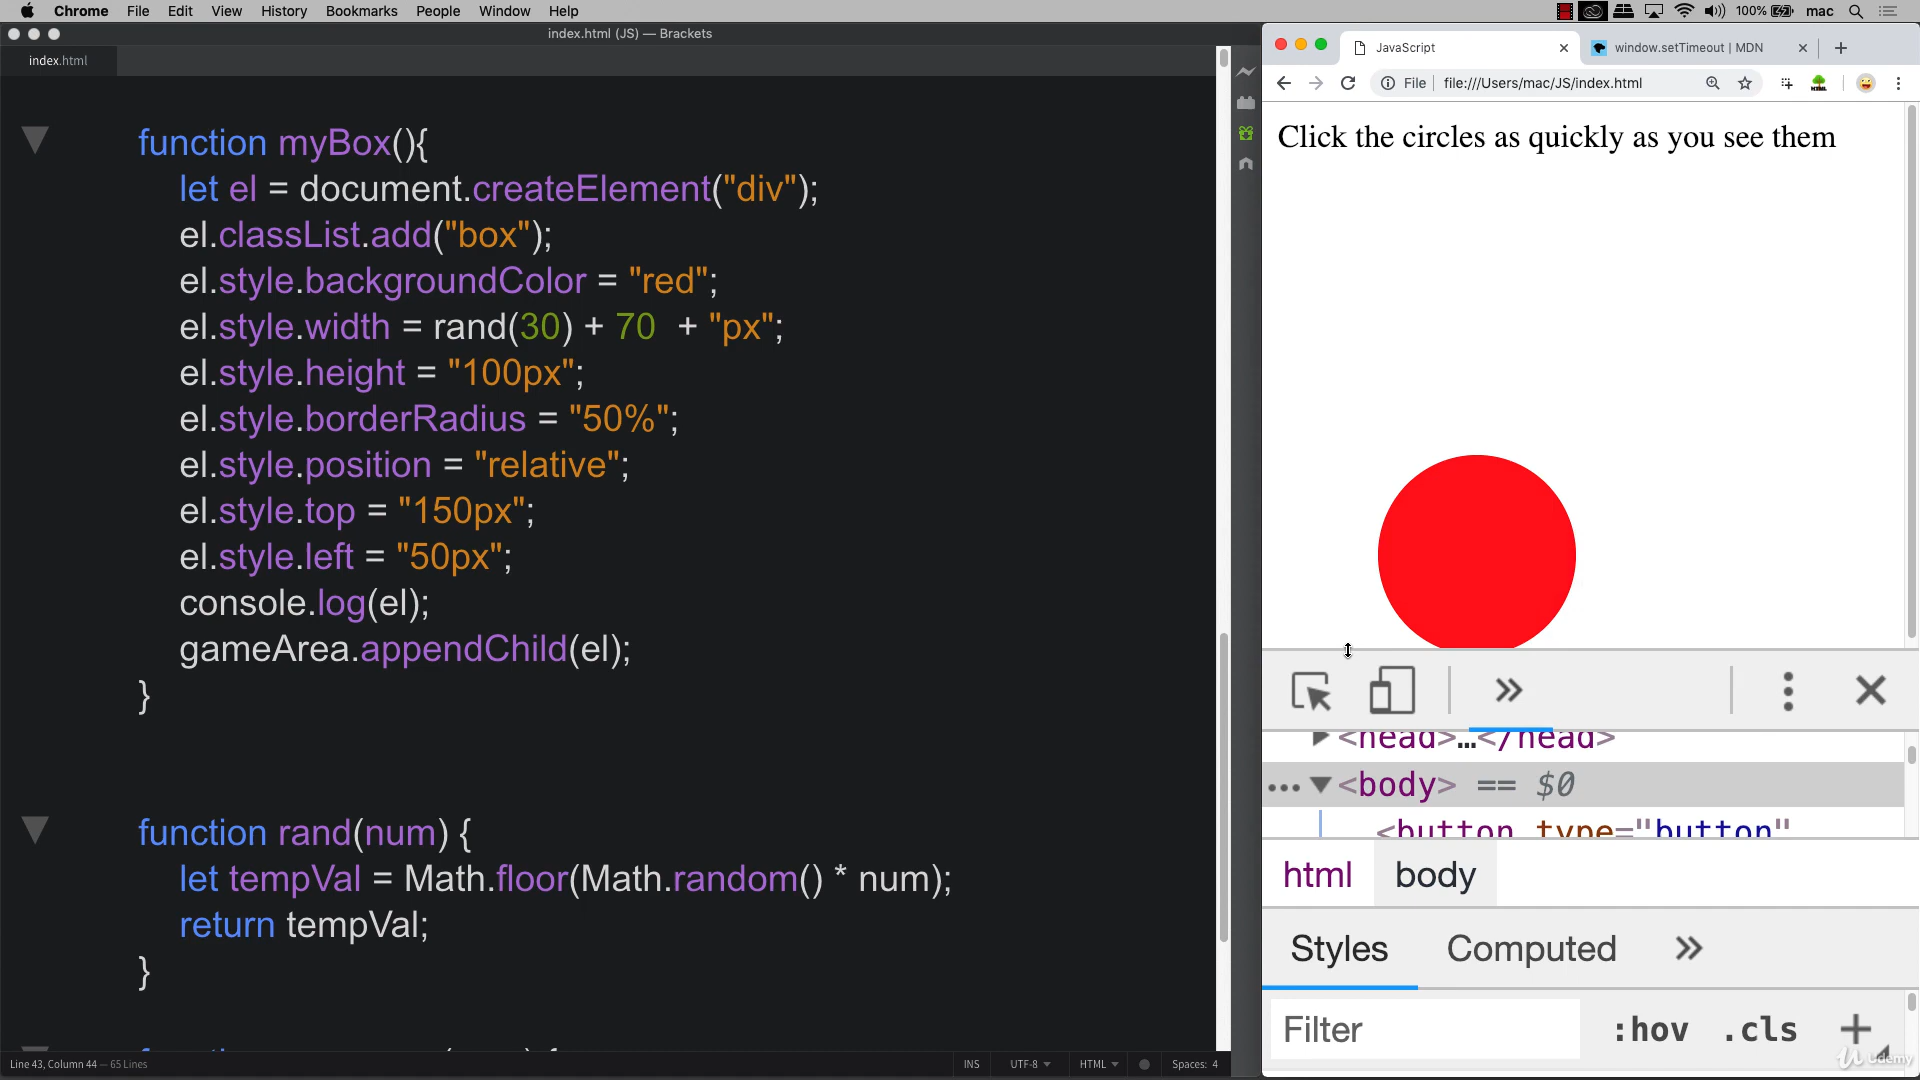 Chrome File Edit View History Bookmarks People Window Help
100% mac
index.html (JS) — Brackets
index.html
function myBox(){
let el = document.createElement("div");
el.classList.add("box");
el.style.backgroundColor = "red";
el.style.width = rand(30) + 70  + "px";
el.style.height = "100px";
el.style.borderRadius = "50%";
el.style.position = "relative";
el.style.top = "150px";
el.style.left = "50px";
console.log(el);
gameArea.appendChild(el);
}
function rand(num) {
let tempVal = Math.floor(Math.random() * num);
return tempVal;
}
Line 43, Column 44 — 65 Lines
INS UTF-8 HTML Spaces: 4
JavaScript
window.setTimeout | MDN
File file:///Users/mac/JS/index.html
Click the circles as quickly as you see them
<head>…</head>
<body> == $0
<button type="button"
html body
Styles Computed
Filter :hov .cls
Udemy